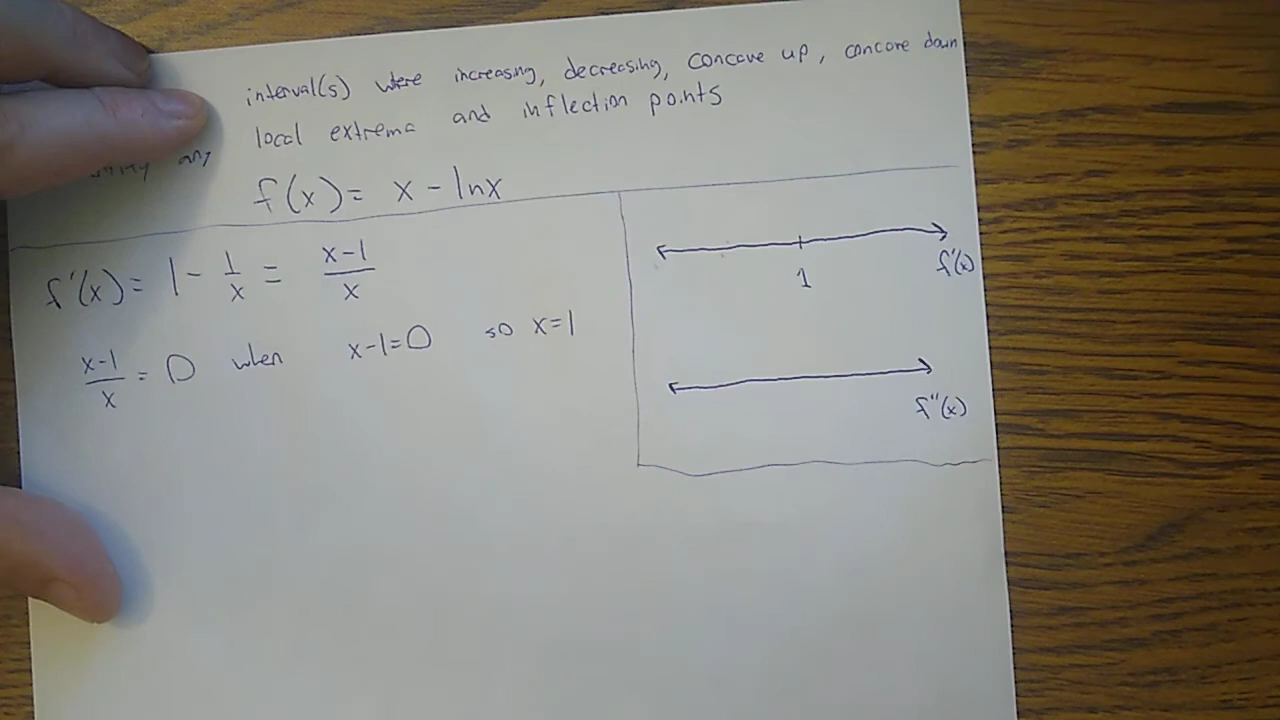 interval(s) where increasing, decreasing, concave up, concave down
any local extrema and inflection points
f(x) = x - lnx
f'(x) = 1 - 1/x = x-1/x
x-1/x = 0 when x-1=0 so x=1
1
f'(x)
f''(x)